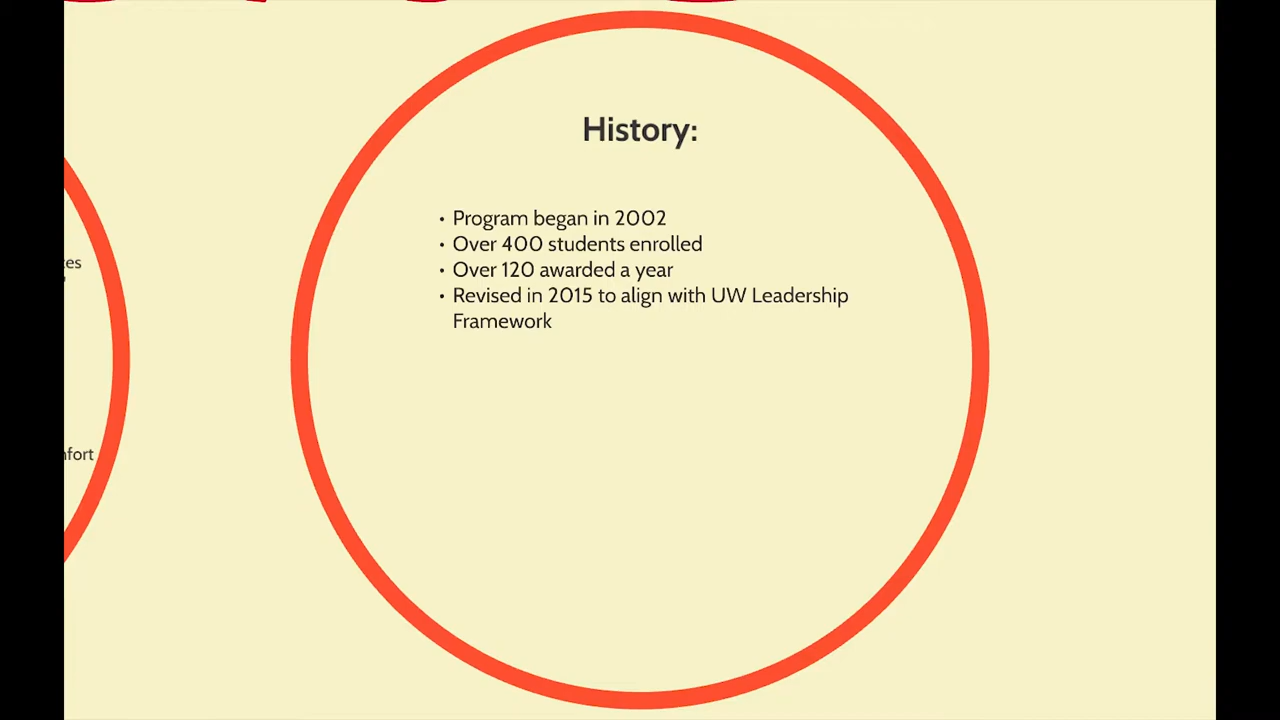 History:
• Program began in 2002
• Over 400 students enrolled
• Over 120 awarded a year
• Revised in 2015 to align with UW Leadership
Framework